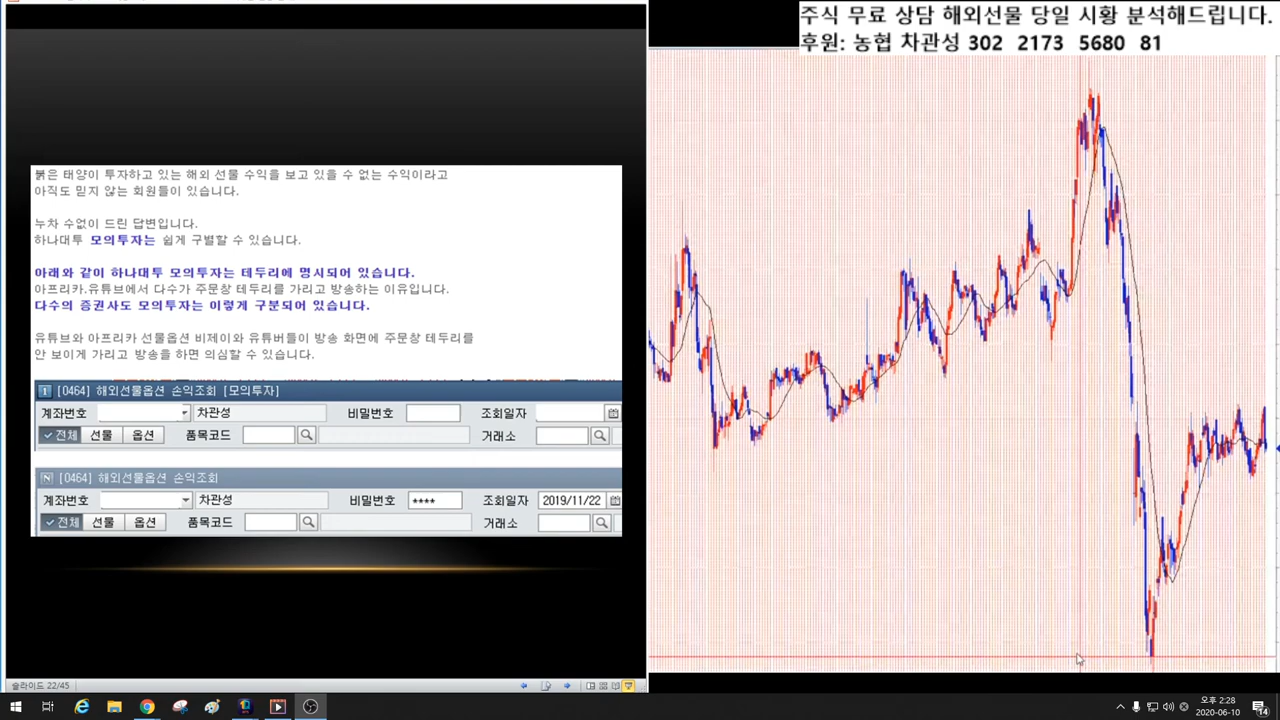 주식 무료 상담 해외선물 당일 시황 분석해드립니다.
후원: 농협 차관성 302 2173 5680 81
붉은 태양이 투자하고 있는 해외 선물 수익을 보고 있을 수 없는 수익이라고
아직도 믿지 않는 회원들이 있습니다.
누차 수없이 드린 답변입니다.
하나대투 모의투자는 쉽게 구별할 수 있습니다.
아래와 같이 하나대투 모의투자는 테두리에 명시되어 있습니다.
아프리카.유튜브에서 다수가 주문창 테두리를 가리고 방송하는 이유입니다.
다수의 증권사도 모의투자는 이렇게 구분되어 있습니다.
유튜브와 아프리카 선물옵션 비제이와 유튜버들이 방송 화면에 주문창 테두리를
안 보이게 가리고 방송을 하면 의심할 수 있습니다.
1 [0464] 해외선물옵션 손익조회 [모의투자]
계좌번호 차관성 비밀번호 조회일자
전체 선물 옵션 품목코드 거래소
N [0464] 해외선물옵션 손익조회
계좌번호 차관성 비밀번호 **** 조회일자 2019/11/22
전체 선물 옵션 품목코드 거래소
슬라이드 22/45
오후 2:28
2020-06-10
14